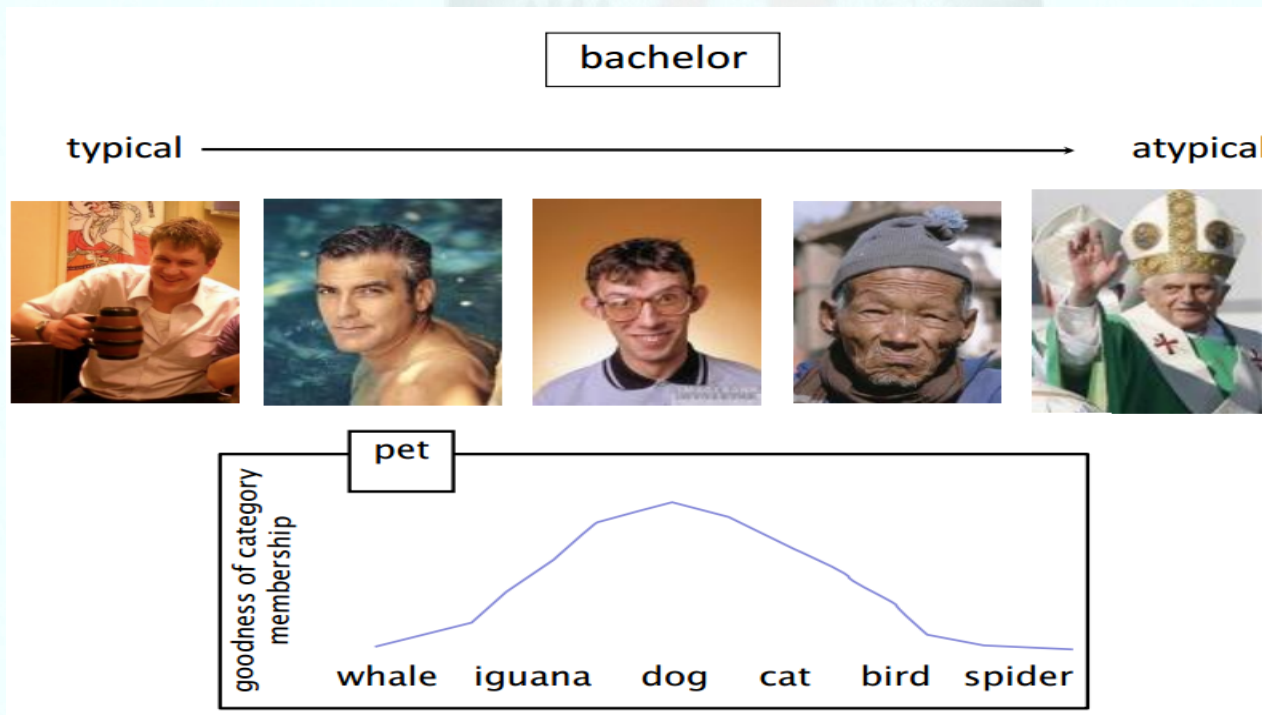 bachelor
typical
atypical
pet
goodness of category
membership
whale iguana dog cat bird spider